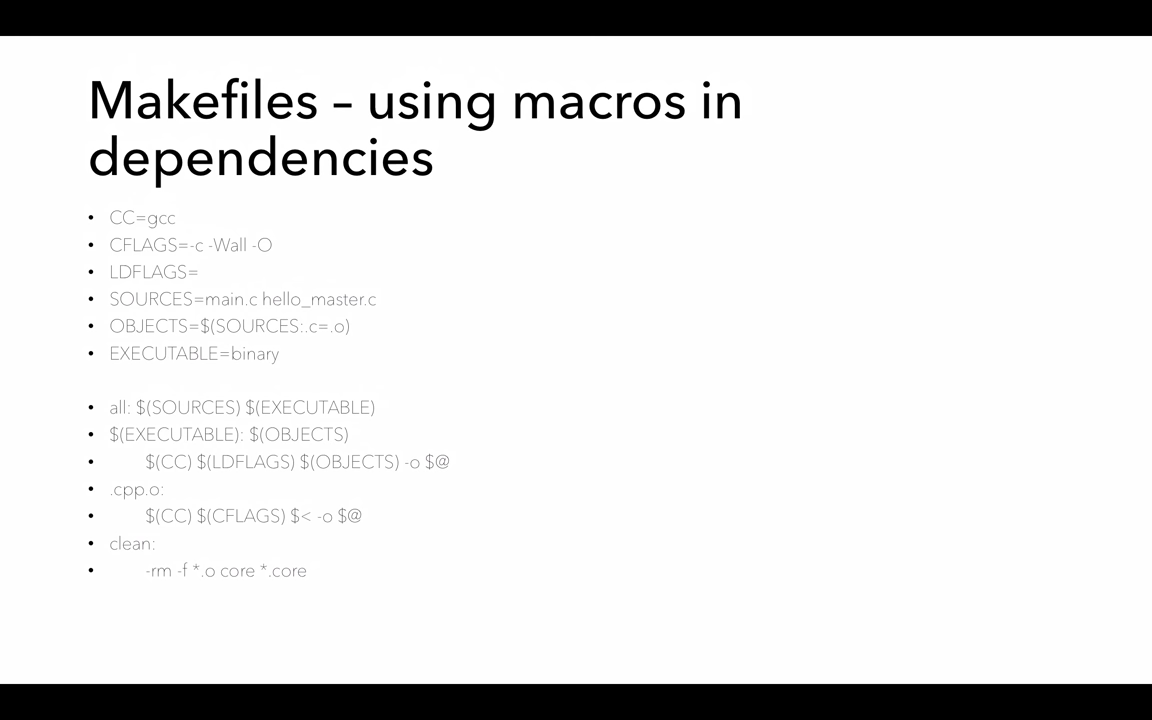 Makefiles – using macros in
dependencies
• CC=gcc
• CFLAGS=-c -Wall -O
• LDFLAGS=
• SOURCES=main.c hello_master.c
• OBJECTS=$(SOURCES:.c=.o)
• EXECUTABLE=binary
• all: $(SOURCES) $(EXECUTABLE)
• $(EXECUTABLE): $(OBJECTS)
• $(CC) $(LDFLAGS) $(OBJECTS) -o $@
• .cpp.o:
• $(CC) $(CFLAGS) $< -o $@
• clean:
• -rm -f *.o core *.core